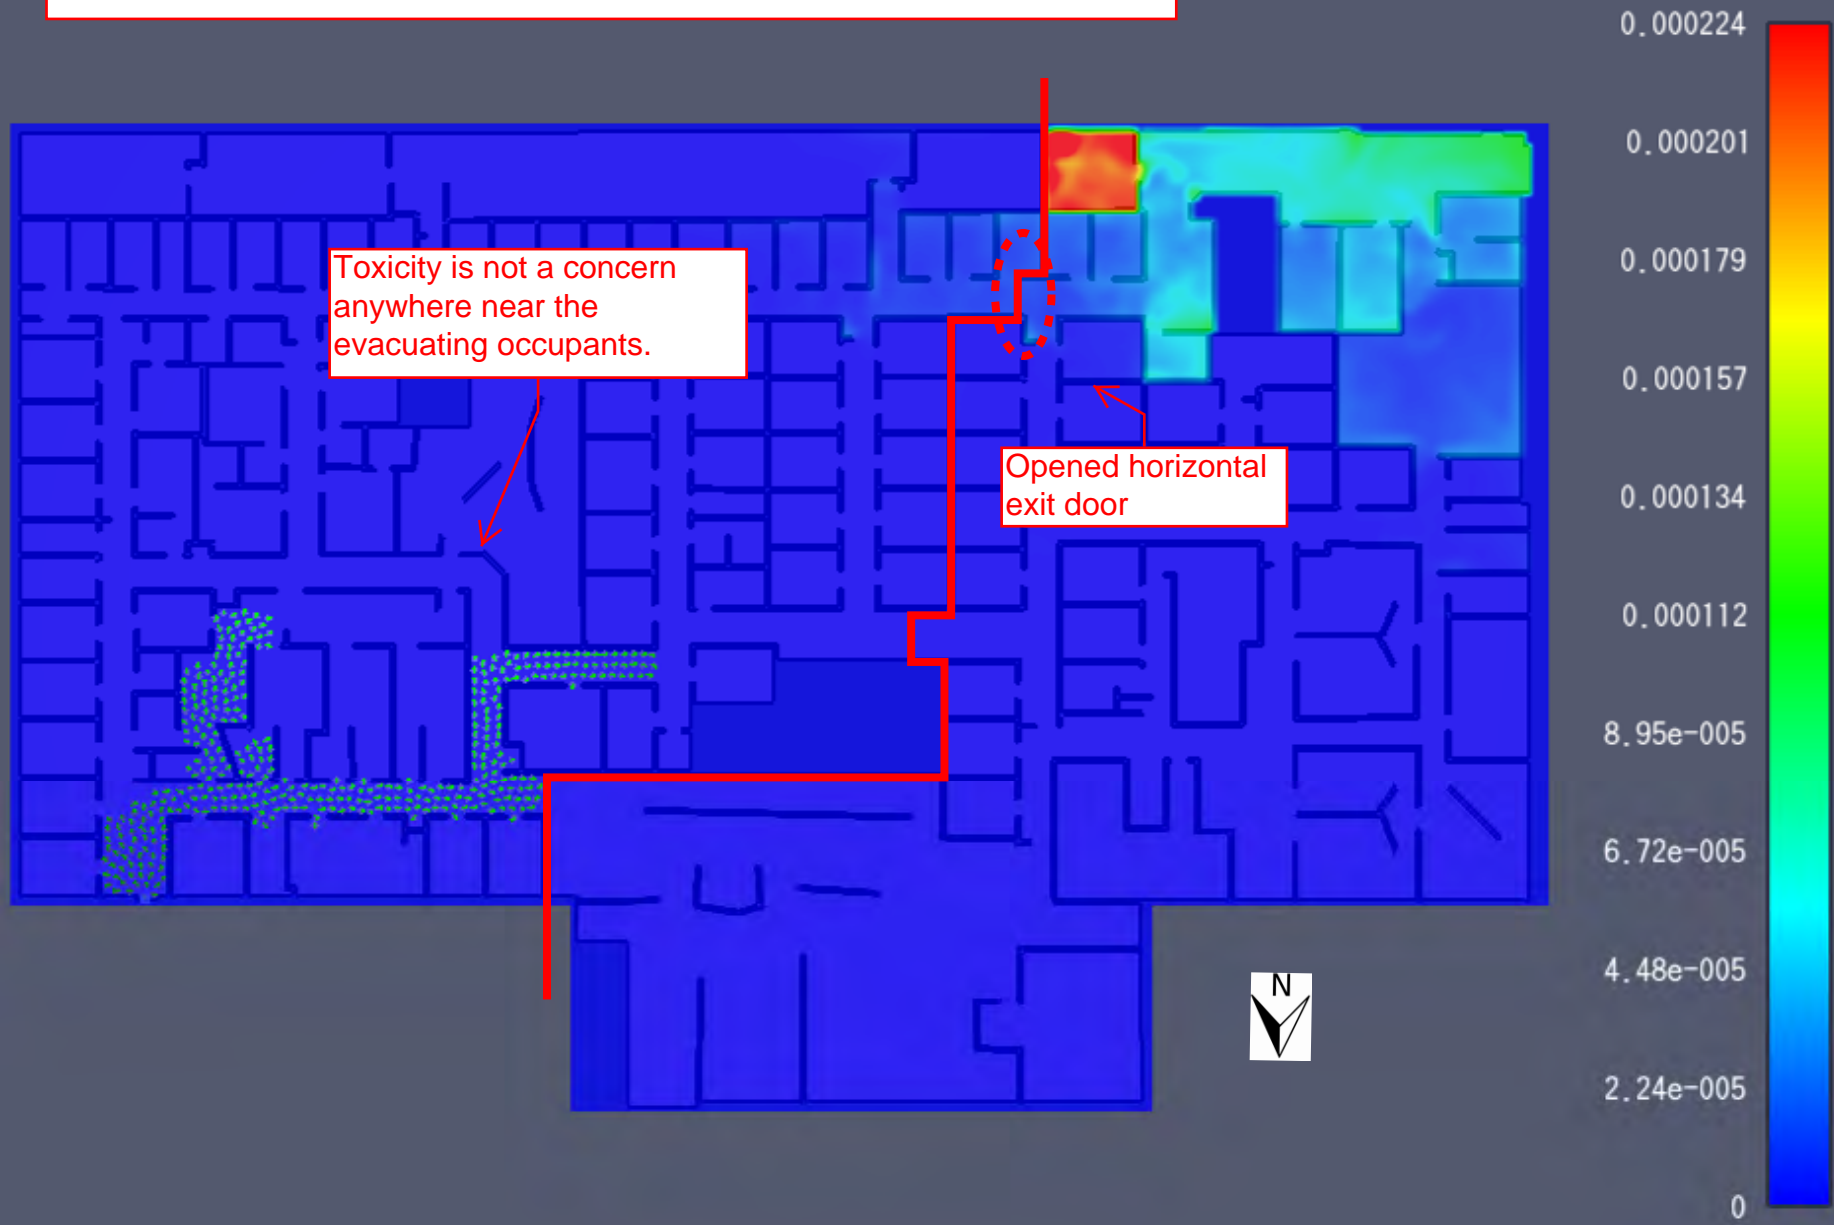 0.000224
0.000201
0.000179
0.000157
0.000134
0.000112
8.95e-005
6.72e-005
4.48e-005
2.24e-005
0
Toxicity is not a concern
anywhere near the
evacuating occupants.
Opened horizontal
exit door
N